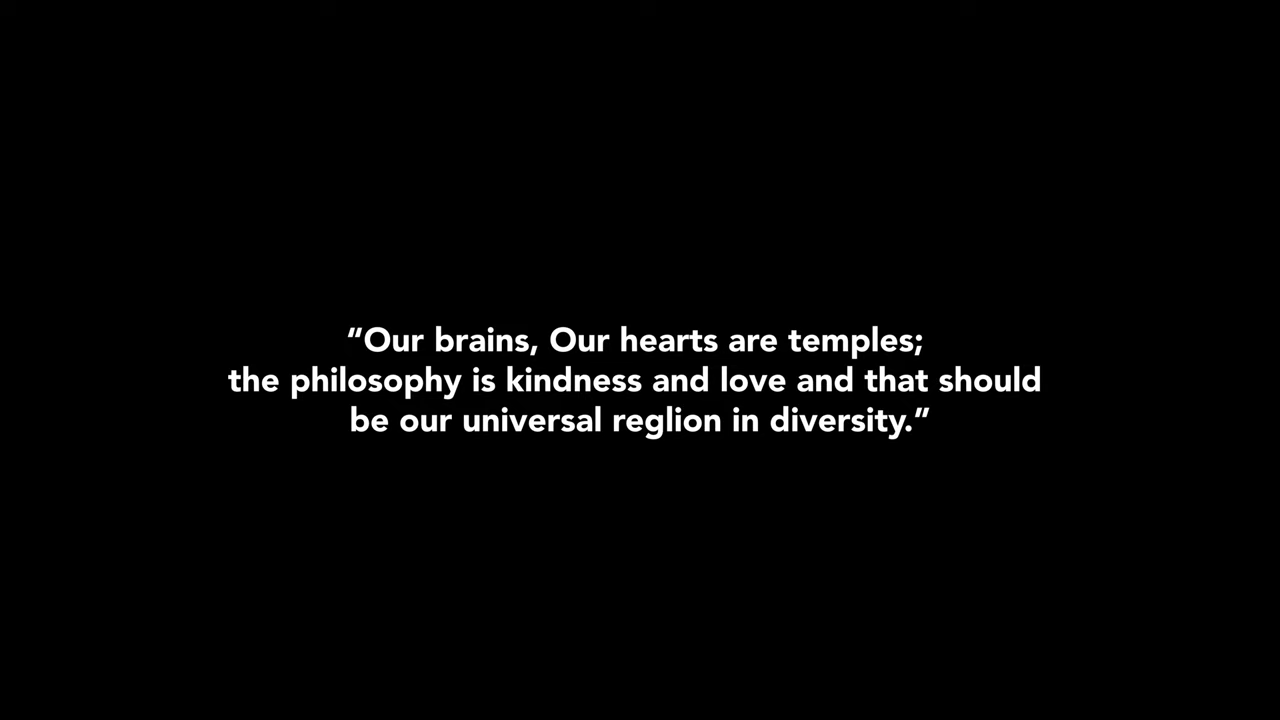 “Our brains, Our hearts are temples;
the philosophy is kindness and love and that should
be our universal reglion in diversity.”